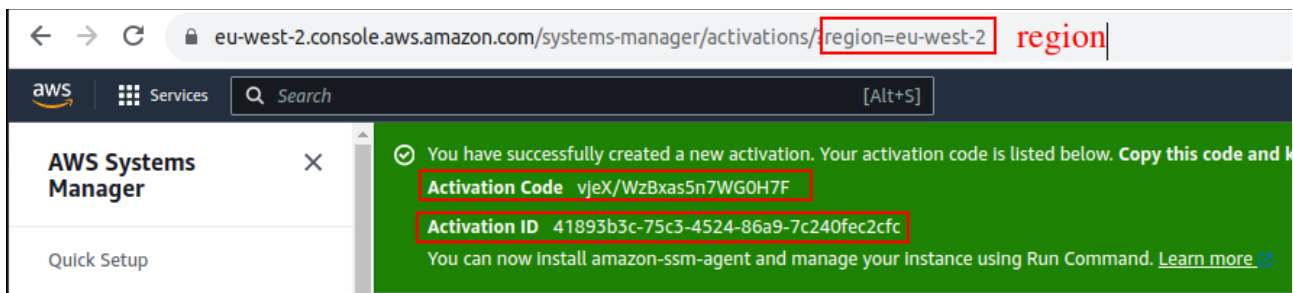 eu-west-2.console.aws.amazon.com/systems-manager/activations/?region=eu-west-2 region
aws Services Search [Alt+S]
AWS Systems Manager
You have successfully created a new activation. Your activation code is listed below. Copy this code and k
Activation Code vjeX/WzBxas5n7WG0H7F
Activation ID 41893b3c-75c3-4524-86a9-7c240fec2cfc
Quick Setup
You can now install amazon-ssm-agent and manage your instance using Run Command. Learn more